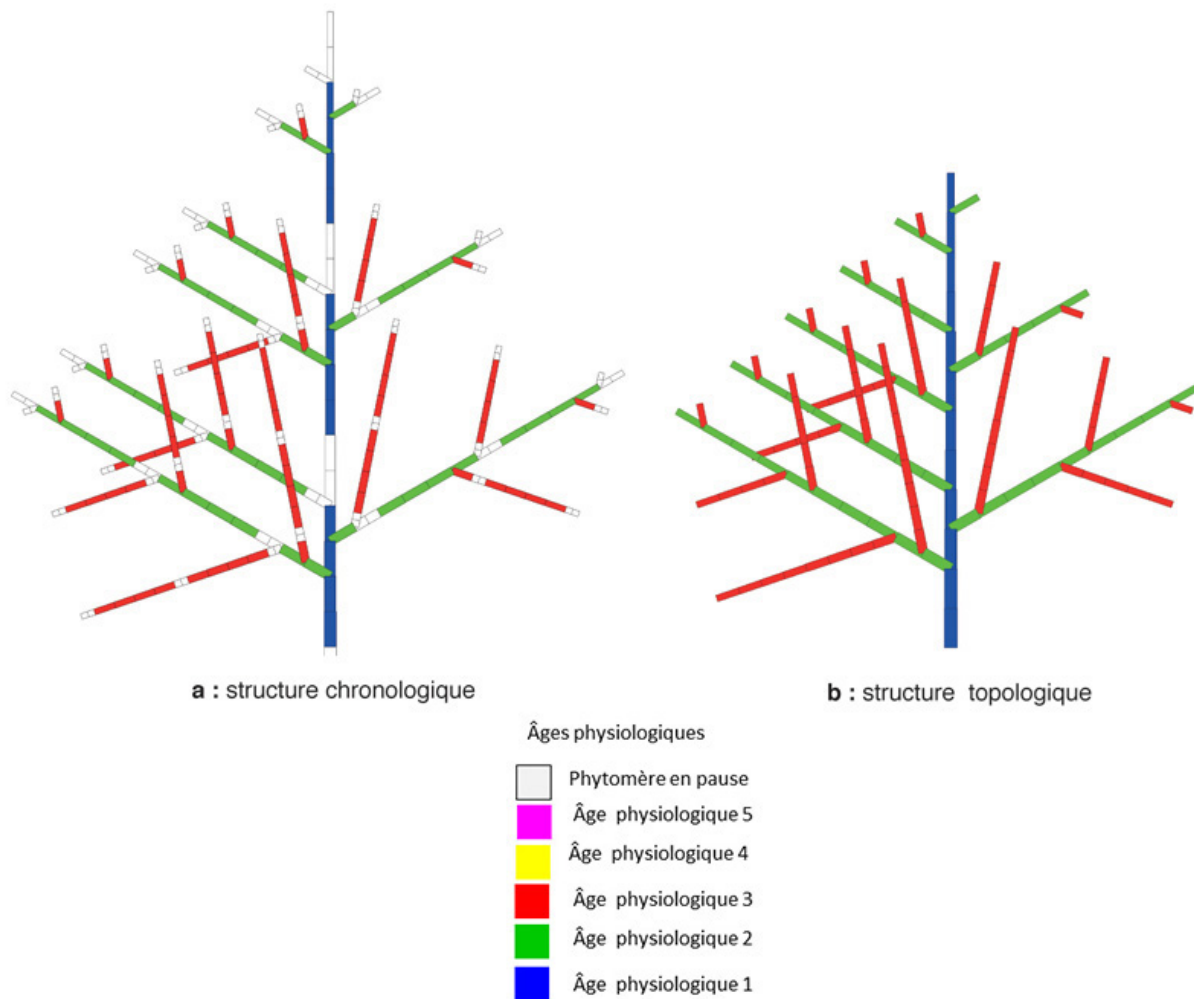 a : structure chronologique
b : structure topologique
Âges physiologiques
Phytomère en pause
Âge physiologique 5
Âge physiologique 4
Âge physiologique 3
Âge physiologique 2
Âge physiologique 1